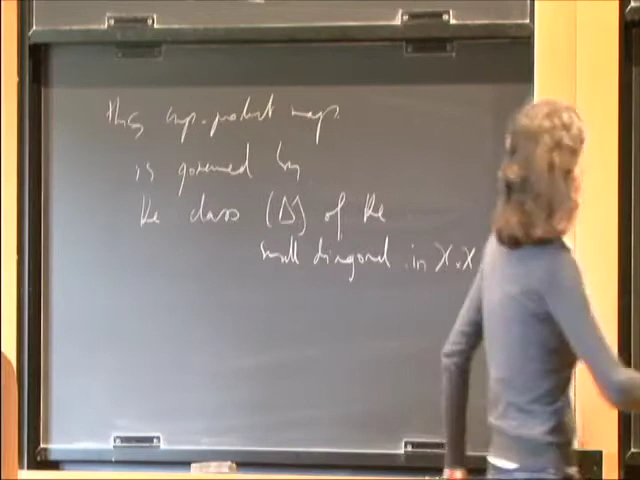 this cup-product map
is governed by
the class [Δ] of the
small diagonal in X.X